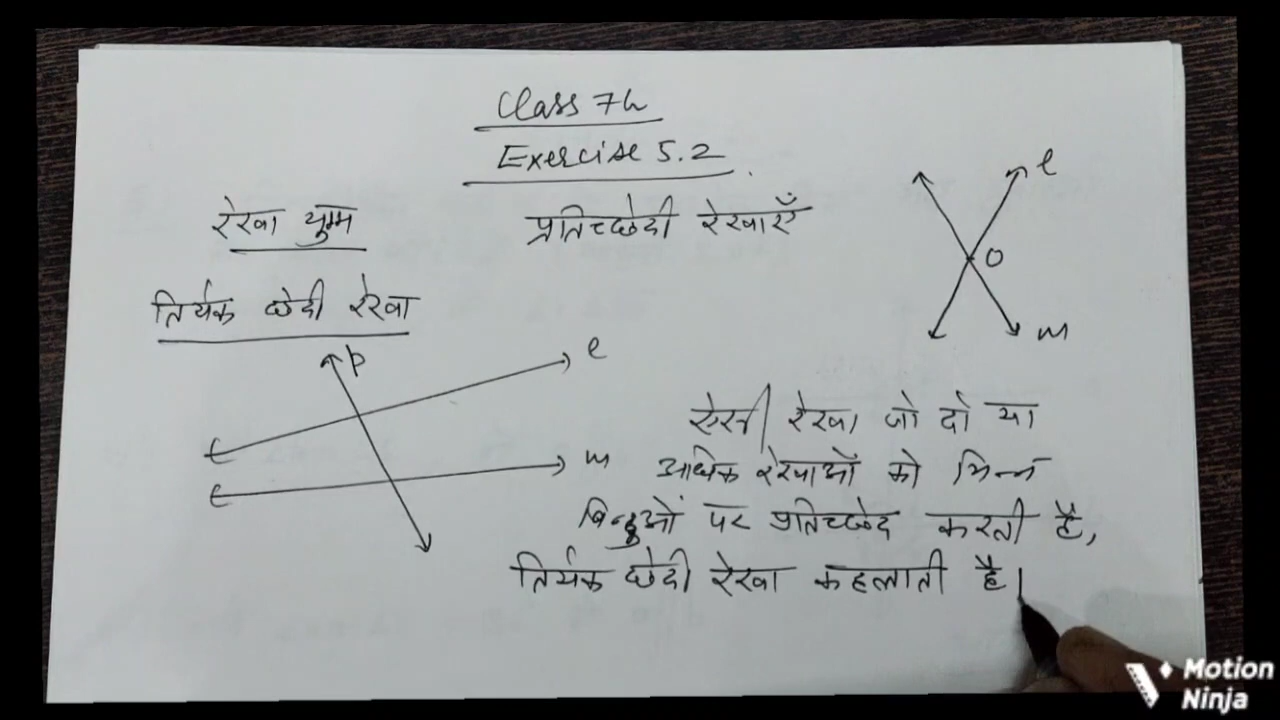 Class 7th
Exercise 5.2
रेखा युग्म
प्रतिच्छेदी रेखाएँ
l
O
m
तिर्यक छेदी रेखा
p
l
m
ऐसी रेखा जो दो या
अधिक रेखाओं को भिन्न
बिन्दुओं पर प्रतिच्छेद करती है,
तिर्यक छेदी रेखा कहलाती है।
Motion
Ninja